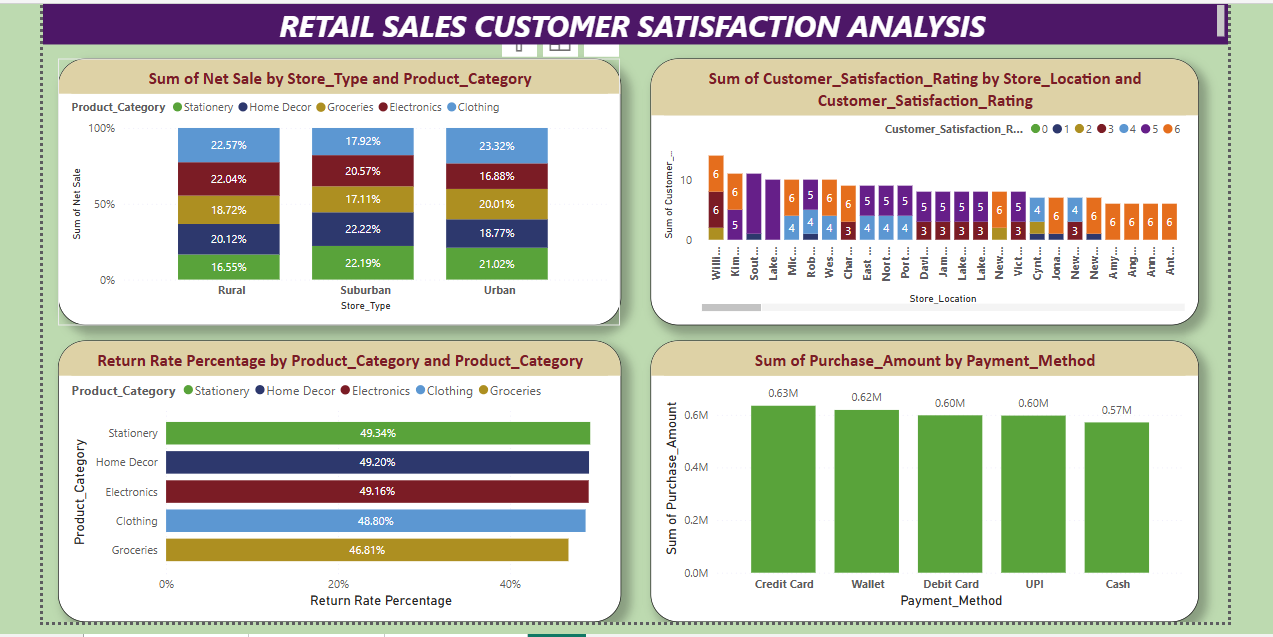 RETAIL SALES CUSTOMER SATISFACTION ANALYSIS
Sum of Net Sale by Store_Type and Product_Category
Product_Category Stationery Home Decor Groceries Electronics Clothing
Sum of Net Sale
100%
50%
0%
22.57% 17.92% 23.32%
22.04% 20.57% 16.88%
18.72% 17.11% 20.01%
20.12% 22.22% 18.77%
16.55% 22.19% 21.02%
Rural Suburban Urban
Store_Type
Sum of Customer_Satisfaction_Rating by Store_Location and
Customer_Satisfaction_Rating
Customer_Satisfaction_R... 0 1 2 3 4 5 6
Sum of Customer_...
10
0
6 6 6 5 6 6 5 5 5 5 5 5 5 6 5 4 6 4 6 6 6 6 6
6 5 4 4 4 3 4 4 4 3 3 3 3 3 3
Willi... Kim... Sout... Lake... Mic... Rob... Wes... Char... East ... Nort... Port... Davi... Jam... Lake... Lake... New... Vict... Cynt... Jona... New... New... Amy... Ang... Ann ... Ant...
Store_Location
Return Rate Percentage by Product_Category and Product_Category
Product_Category Stationery Home Decor Electronics Clothing Groceries
Product_Category
Stationery 49.34%
Home Decor 49.20%
Electronics 49.16%
Clothing 48.80%
Groceries 46.81%
0% 20% 40%
Return Rate Percentage
Sum of Purchase_Amount by Payment_Method
Sum of Purchase_Amount
0.6M
0.4M
0.2M
0.0M
0.63M 0.62M 0.60M 0.60M 0.57M
Credit Card Wallet Debit Card UPI Cash
Payment_Method